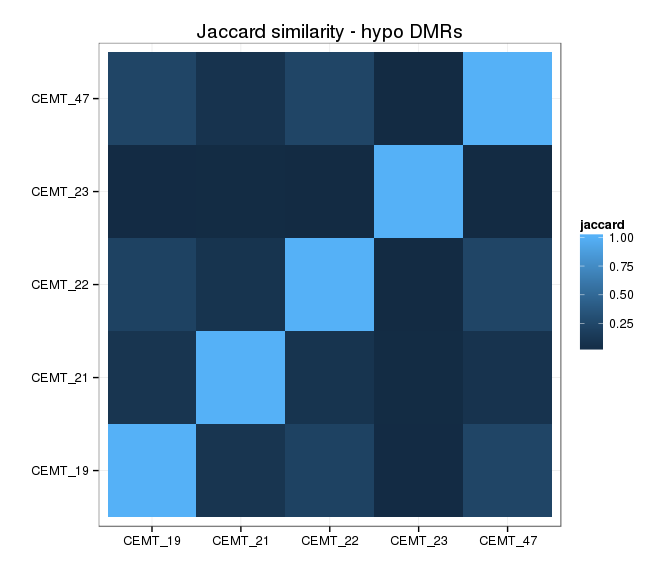 Jaccard similarity - hypo DMRs
CEMT_47
CEMT_23
CEMT_22
CEMT_21
CEMT_19
CEMT_19 CEMT_21 CEMT_22 CEMT_23 CEMT_47
jaccard
1.00
0.75
0.50
0.25